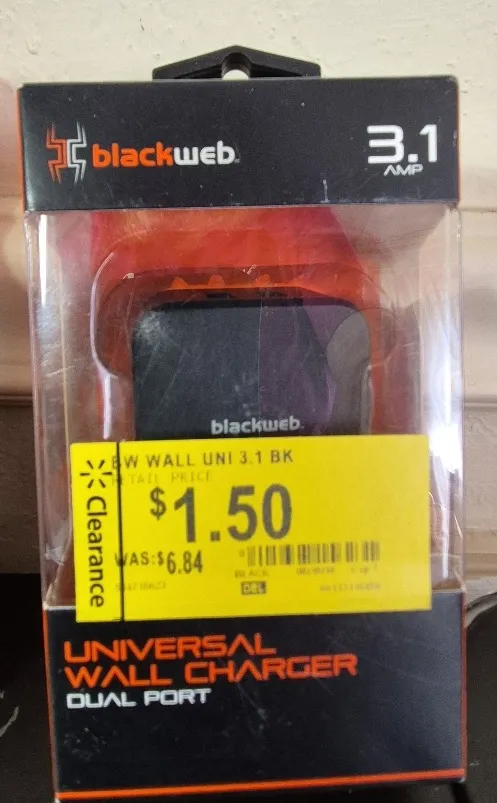 blackweb
3.1
AMP
blackweb
BW WALL UNI 3.1 BK
RETAIL PRICE
$1.50
Clearance
WAS:$6.84
BLACK
UNIVERSAL
WALL CHARGER
DUAL PORT